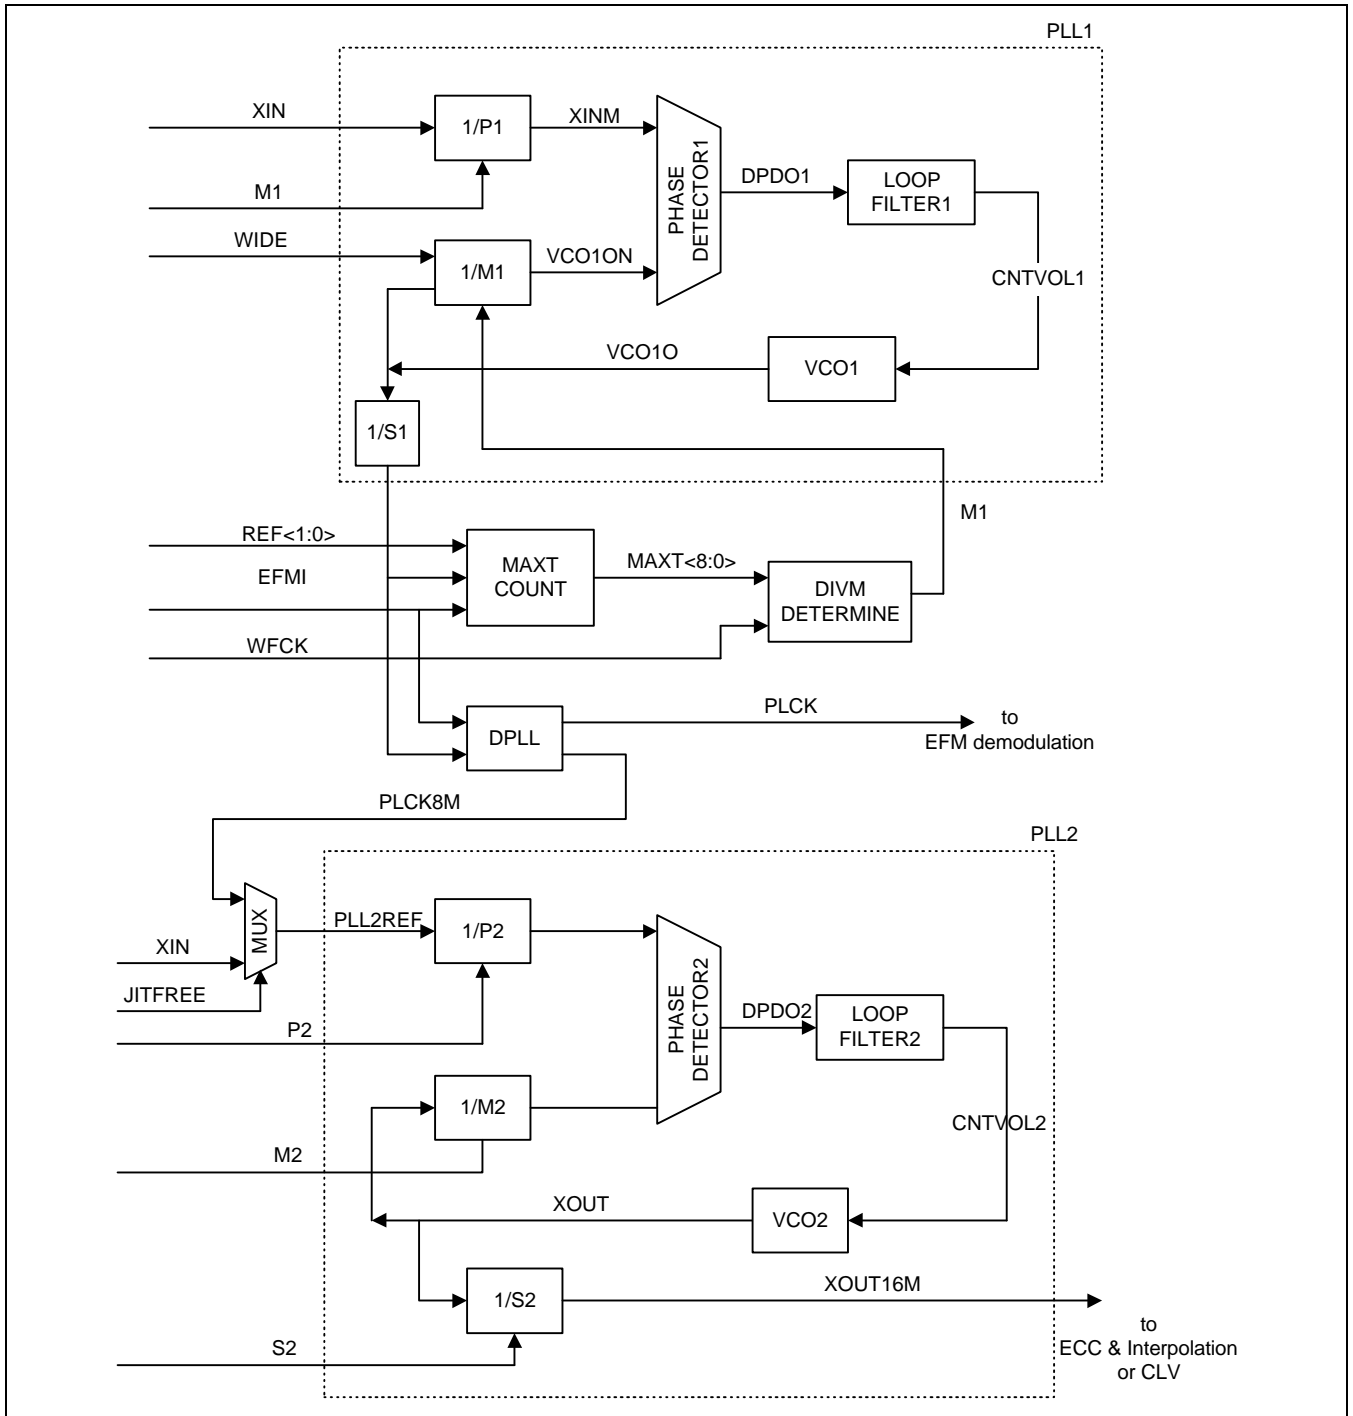 PLL1
XIN
1/P1
XINM
M1
PHASE
DETECTOR1
DPDO1
LOOP
FILTER1
WIDE
1/M1
VCO1ON
CNTVOL1
VCO1O
VCO1
1/S1
M1
REF<1:0>
EFMI
MAXT
COUNT
MAXT<8:0>
DIVM
DETERMINE
WFCK
DPLL
PLCK
to
EFM demodulation
PLCK8M
PLL2
MUX
PLL2REF
1/P2
XIN
JITFREE
P2
PHASE
DETECTOR2
DPDO2
LOOP
FILTER2
1/M2
CNTVOL2
M2
XOUT
VCO2
1/S2
XOUT16M
S2
to
ECC & Interpolation
or CLV